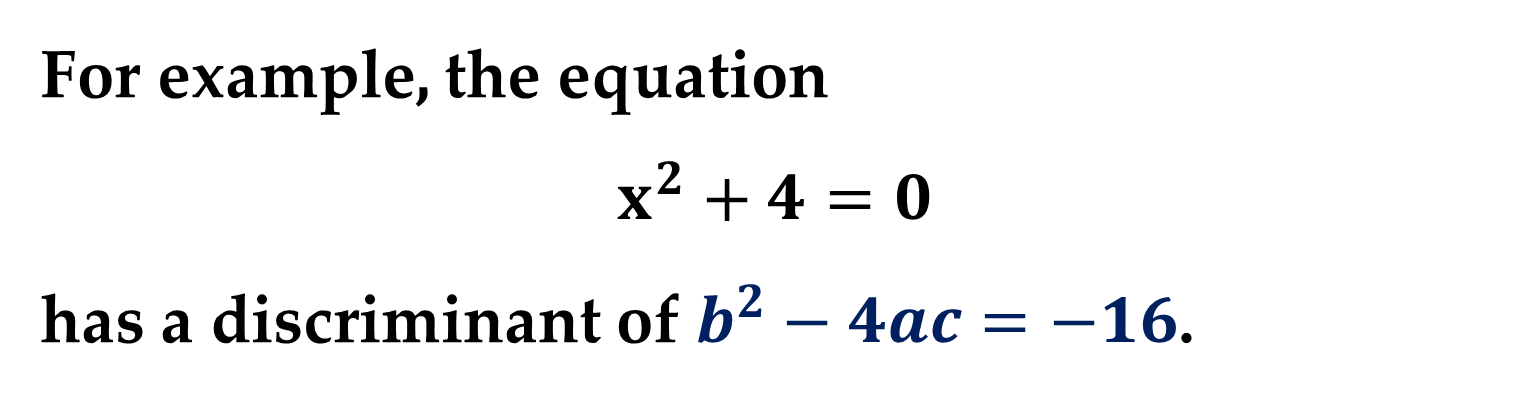 For example, the equation
x² + 4 = 0
has a discriminant of b² − 4ac = −16.